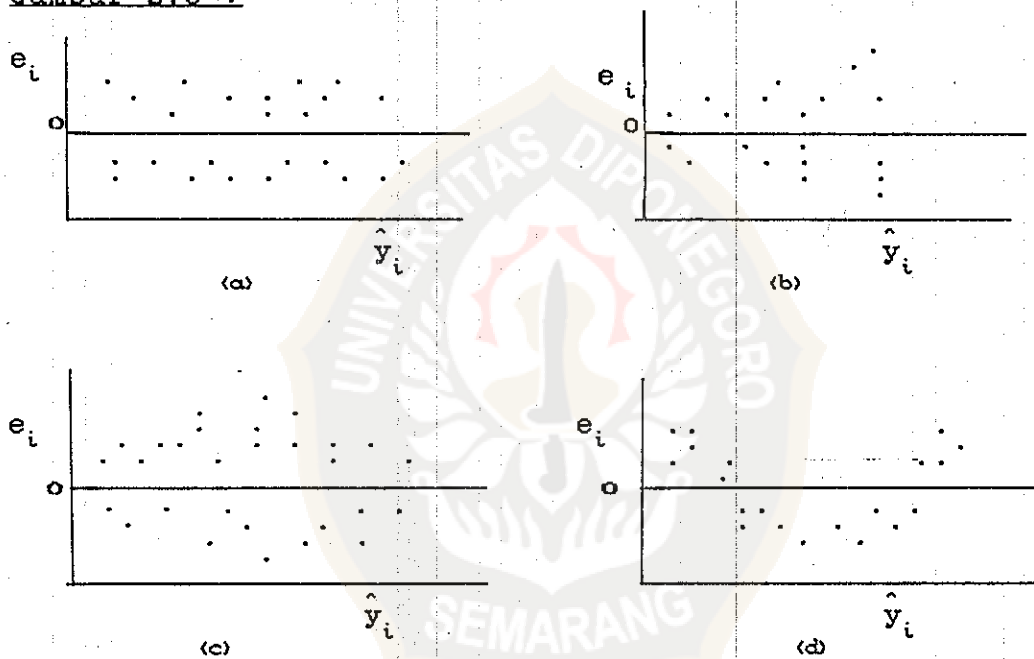 e_i
e_i
o
o
ŷ_i
ŷ_i
(a)
(b)
e_i
e_i
o
o
ŷ_i
ŷ_i
(c)
(d)
UNIVERSITAS DIPONEGORO
SEMARANG